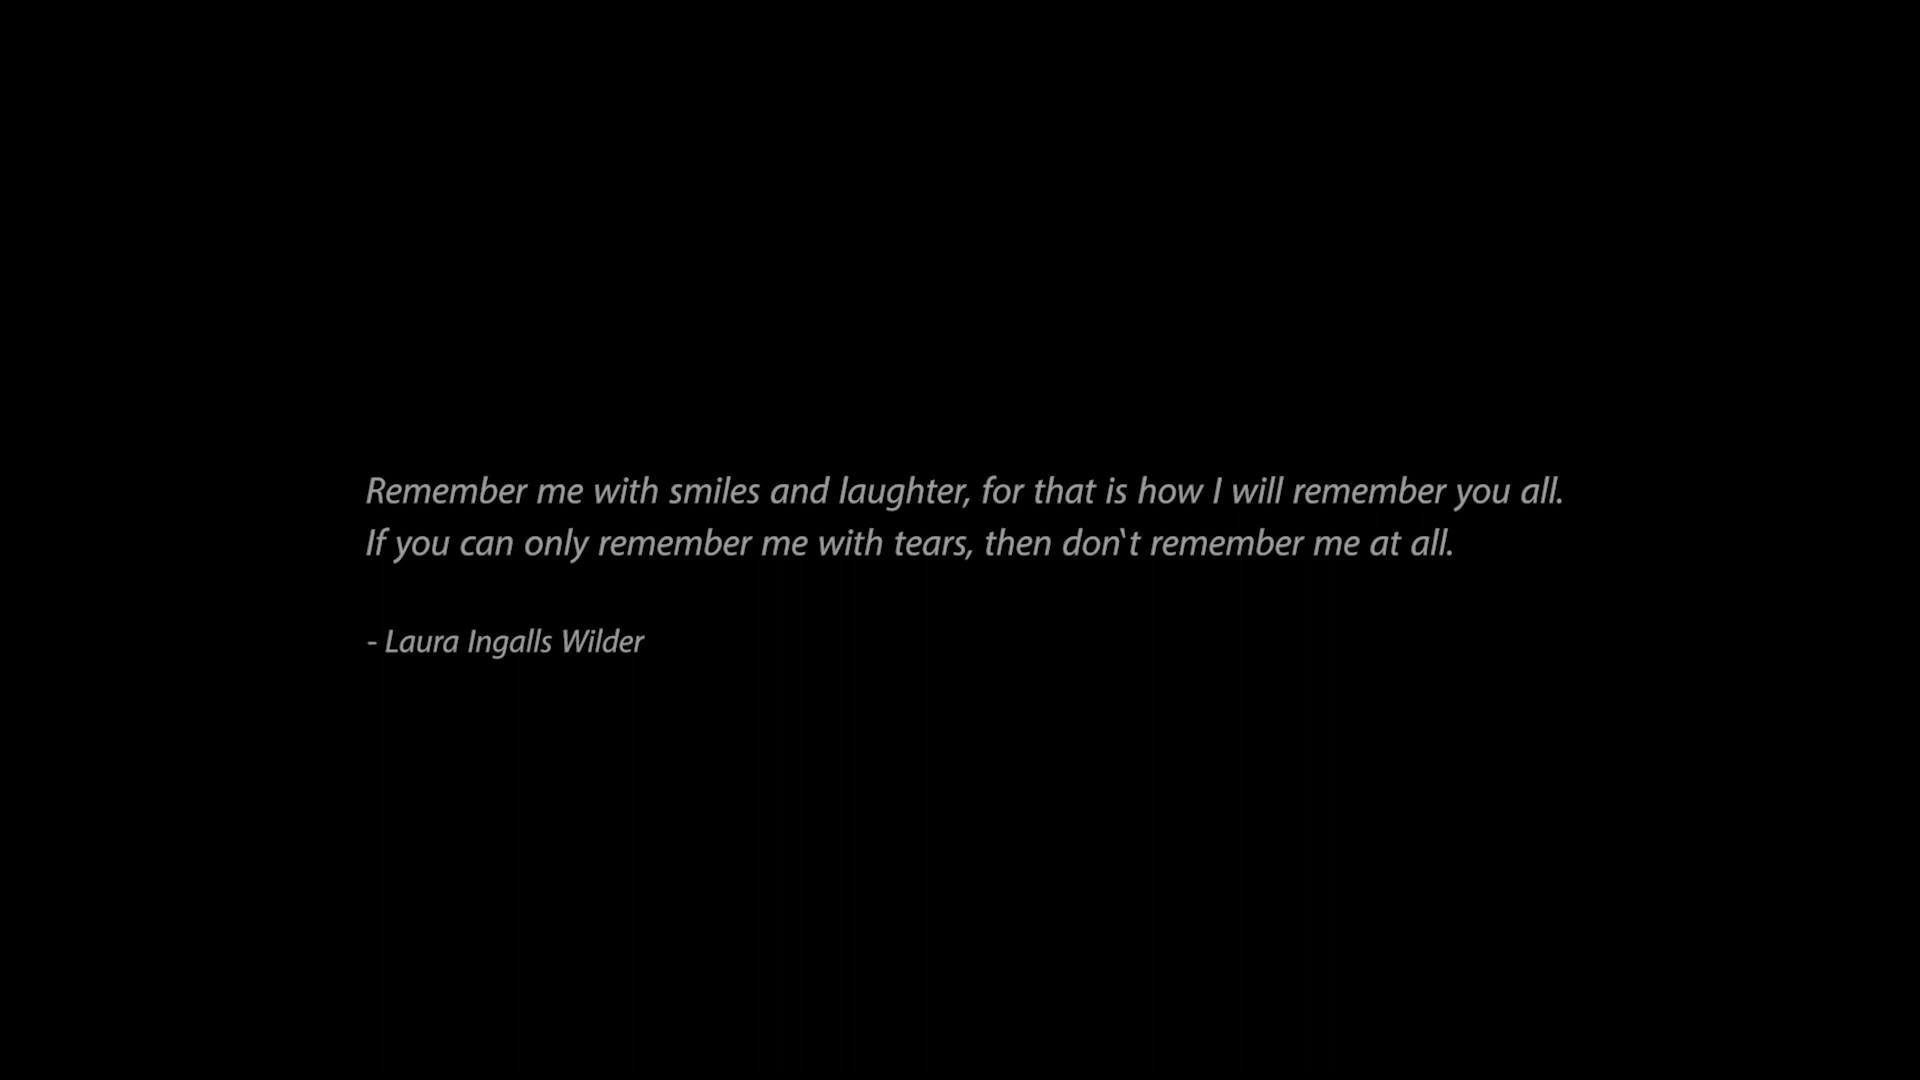 Remember me with smiles and laughter, for that is how I will remember you all.
If you can only remember me with tears, then don‵t remember me at all.
- Laura Ingalls Wilder